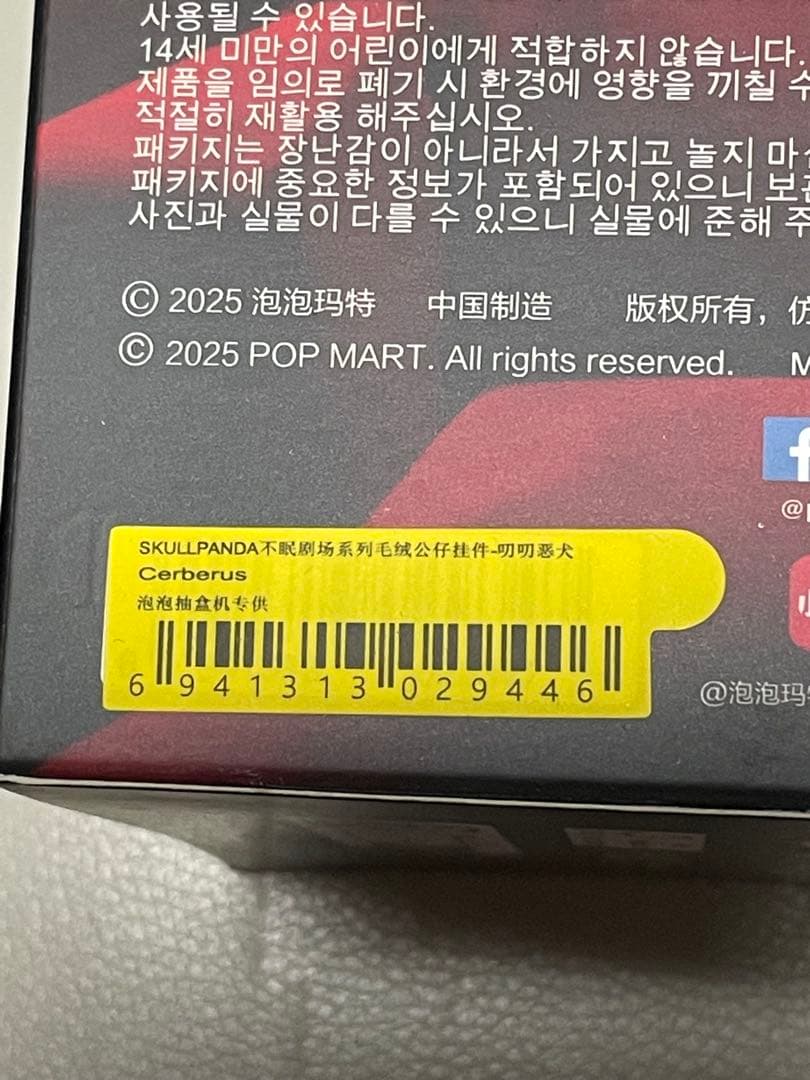 사용될 수 있습니다.
14세 미만의 어린이에게 적합하지 않습니다.
제품을 임의로 폐기 시 환경에 영향을 끼칠 수
적절히 재활용 해주십시오.
패키지는 장난감이 아니라서 가지고 놀지 마
패키지에 중요한 정보가 포함되어 있으니 보관
사진과 실물이 다를 수 있으니 실물에 준해 주
© 2025 泡泡玛特 中国制造 版权所有，仿
© 2025 POP MART. All rights reserved. M
f
@
SKULLPANDA不眠剧场系列毛绒公仔挂件-叨叨恶犬
Cerberus
泡泡抽盒机专供
6 941313 029446
@泡泡玛特